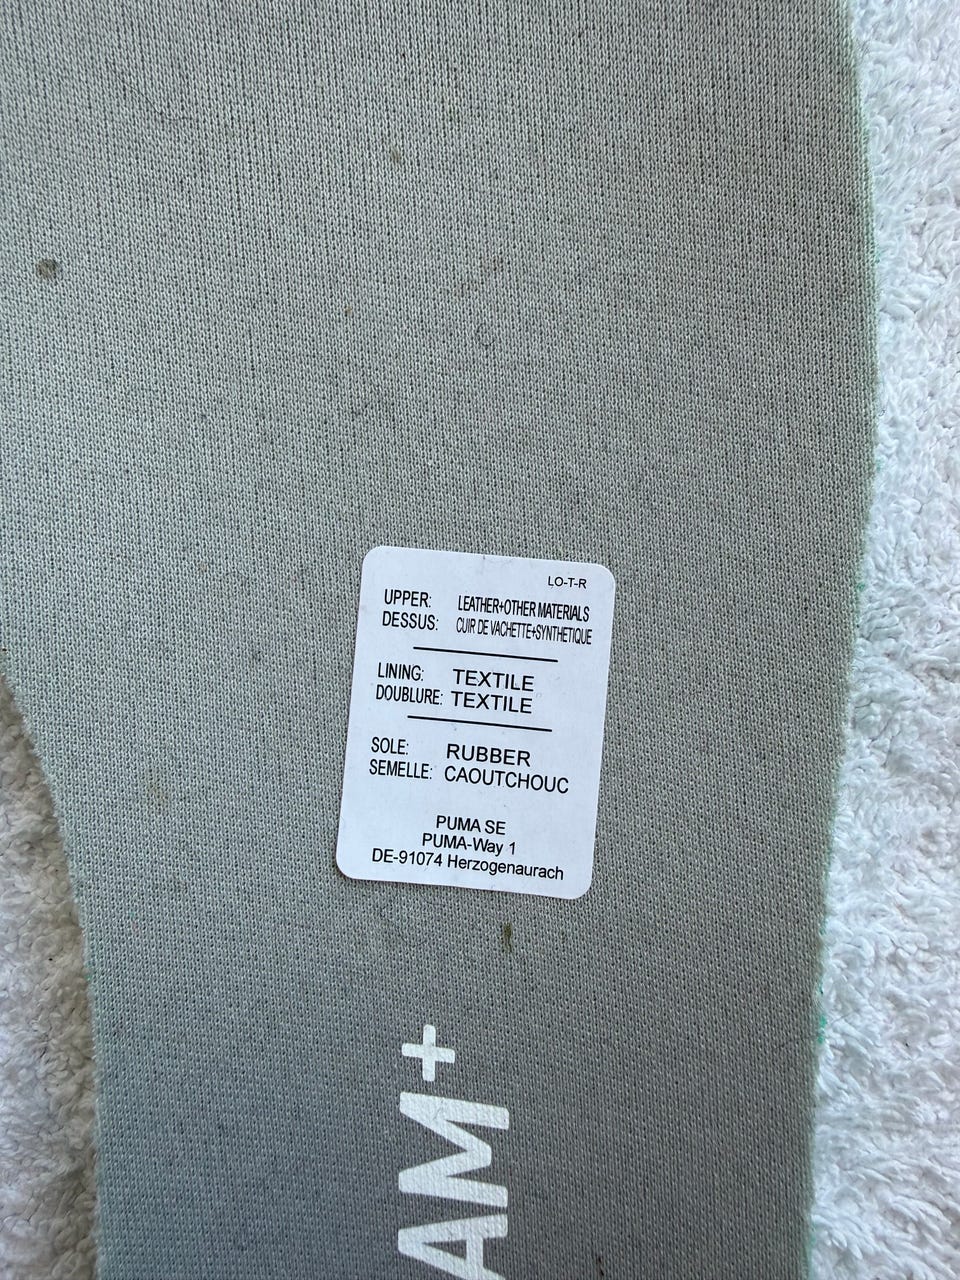 LO-T-R
UPPER: LEATHER+OTHER MATERIALS
DESSUS: CUIR DE VACHETTE+SYNTHETIQUE
LINING: TEXTILE
DOUBLURE: TEXTILE
SOLE: RUBBER
SEMELLE: CAOUTCHOUC
PUMA SE
PUMA-Way 1
DE-91074 Herzogenaurach
AM+